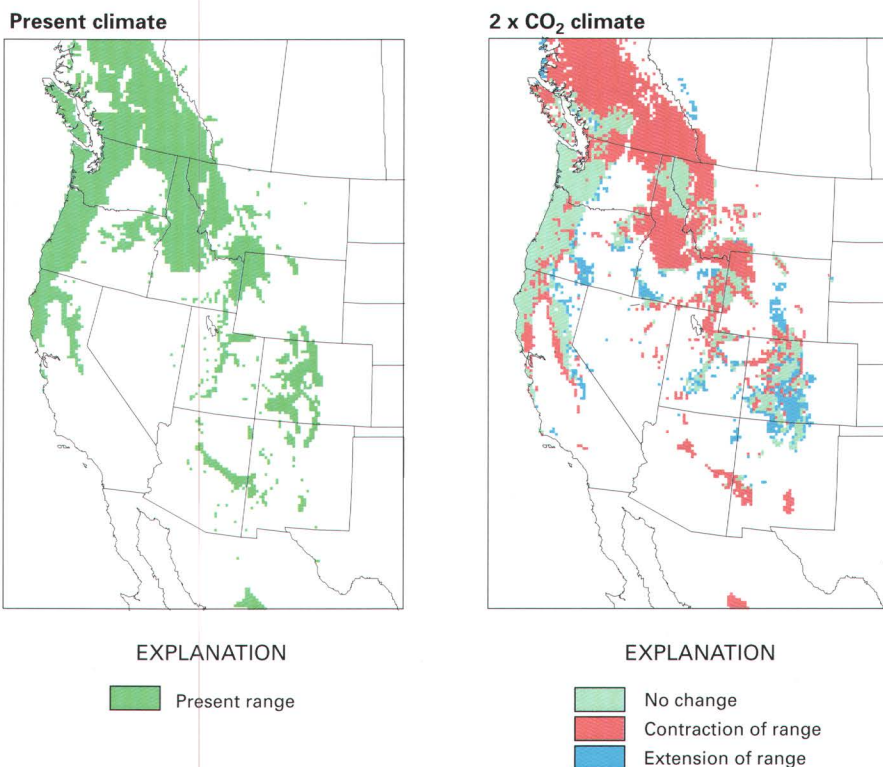 Present climate
2 x CO₂ climate
EXPLANATION
Present range
EXPLANATION
No change
Contraction of range
Extension of range